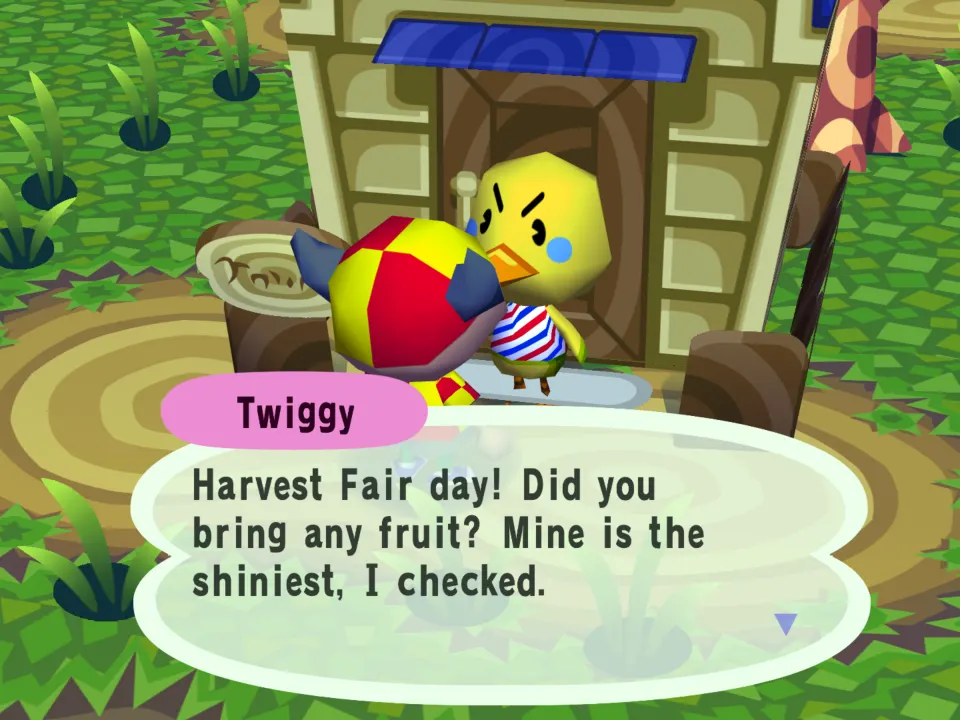 Twiggy
Harvest Fair day! Did you
bring any fruit? Mine is the
shiniest, I checked.